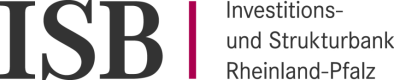 ISB
Investitions-
und Strukturbank
Rheinland-Pfalz